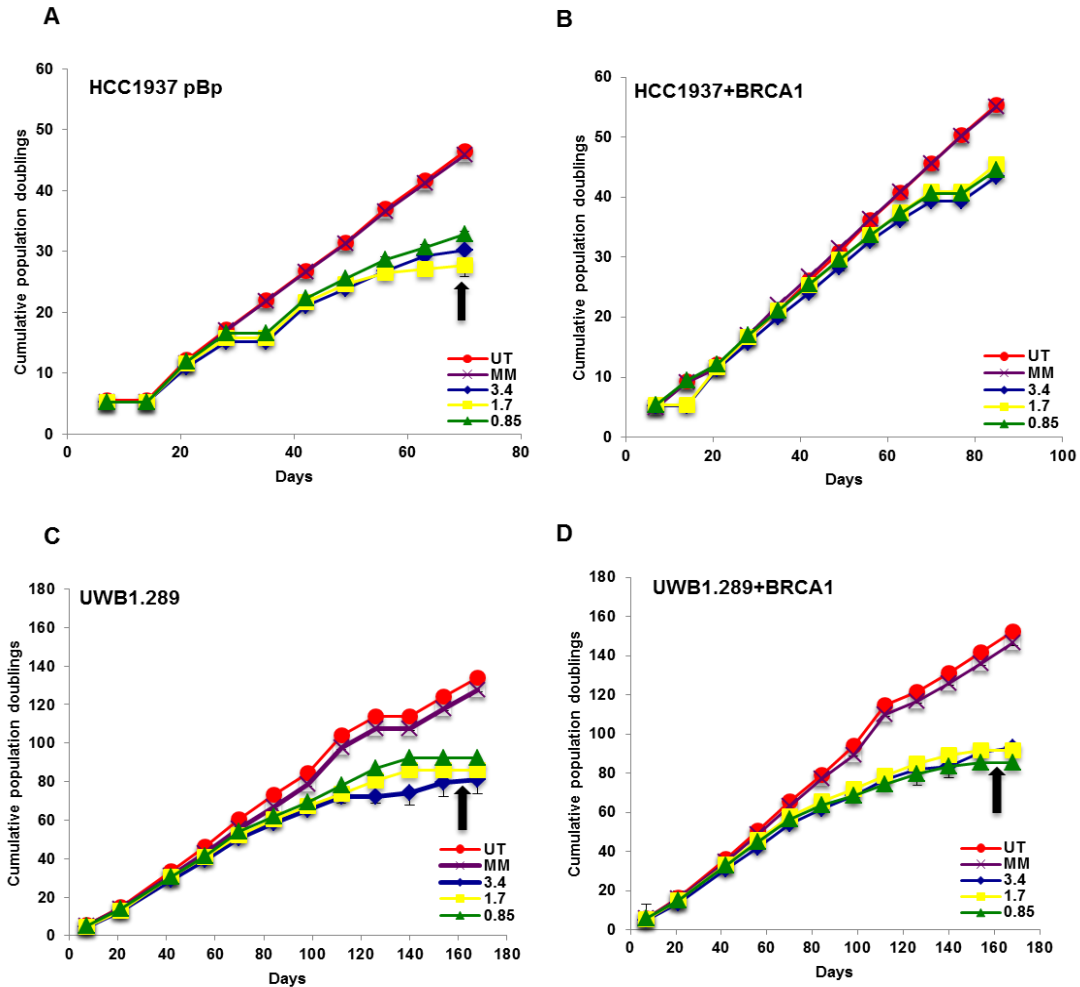 A
HCC1937 pBp
Cumulative population doublings
60
50
40
30
20
10
0
0 20 40 60 80
Days
UT
MM
3.4
1.7
0.85
B
HCC1937+BRCA1
Cumulative population doublings
60
50
40
30
20
10
0
0 20 40 60 80 100
Days
UT
MM
3.4
1.7
0.85
C
UWB1.289
Cumulative population doublings
180
160
140
120
100
80
60
40
20
0
0 20 40 60 80 100 120 140 160 180
Days
UT
MM
3.4
1.7
0.85
D
UWB1.289+BRCA1
Cumulative population doublings
180
160
140
120
100
80
60
40
20
0
0 20 40 60 80 100 120 140 160 180
Days
UT
MM
3.4
1.7
0.85